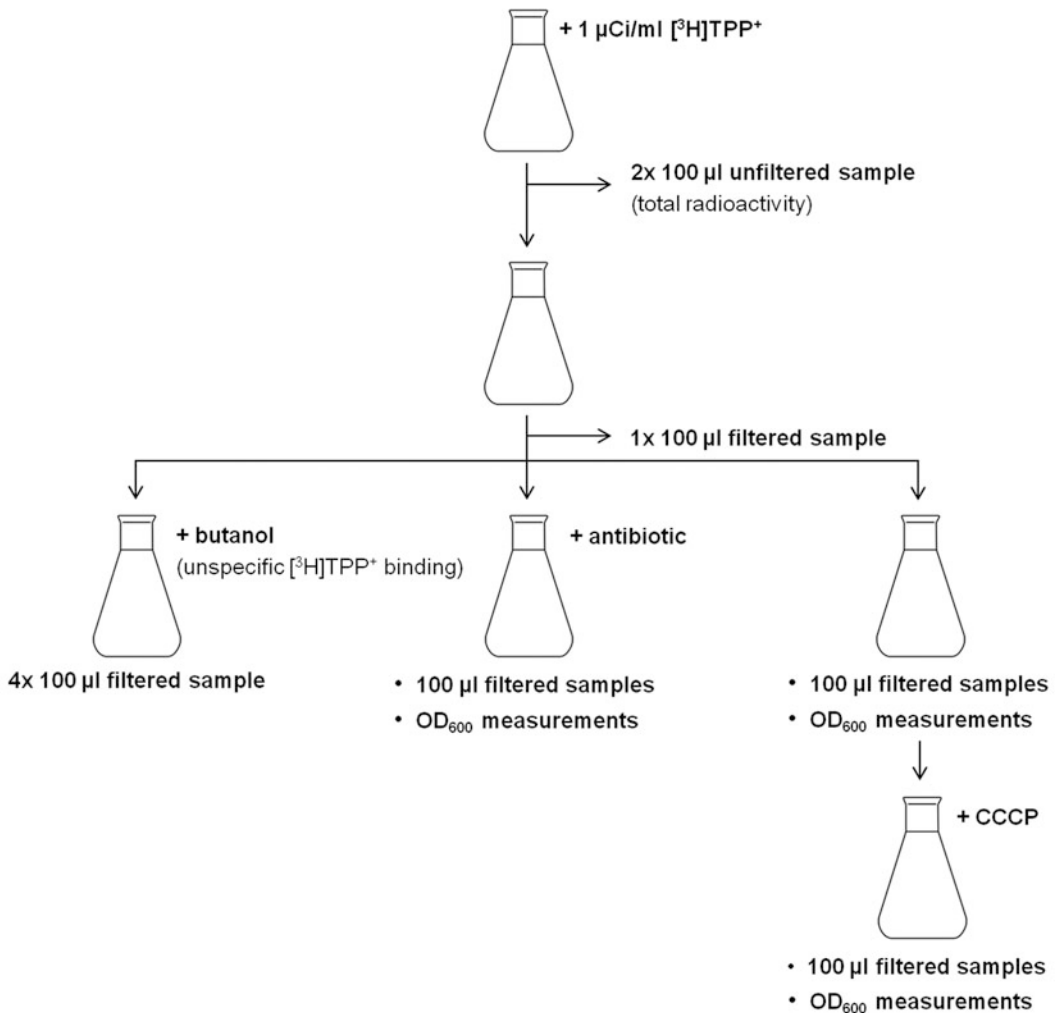 + 1 µCi/ml [³H]TPP⁺
2x 100 µl unfiltered sample
(total radioactivity)
1x 100 µl filtered sample
+ butanol
(unspecific [³H]TPP⁺ binding)
4x 100 µl filtered sample
+ antibiotic
• 100 µl filtered samples
• OD₆₀₀ measurements
• 100 µl filtered samples
• OD₆₀₀ measurements
+ CCCP
• 100 µl filtered samples
• OD₆₀₀ measurements